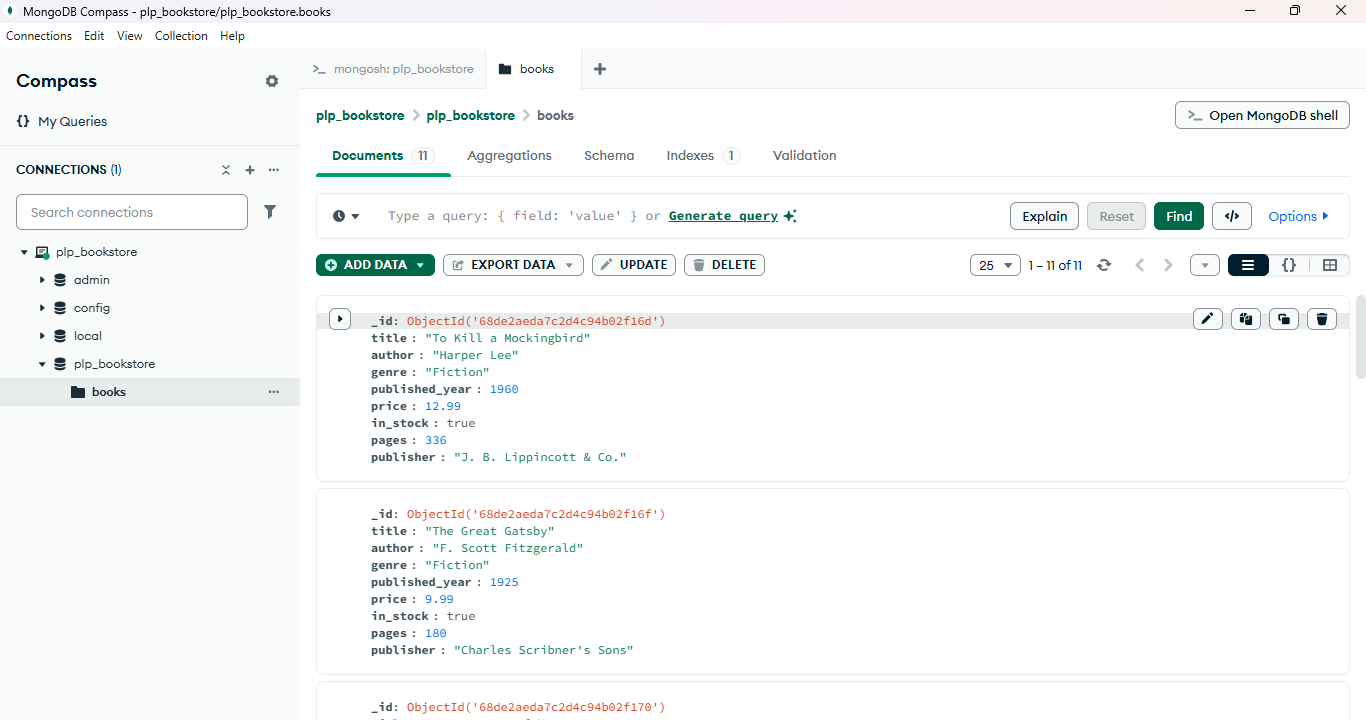 MongoDB Compass - plp_bookstore/plp_bookstore.books
Connections Edit View Collection Help
Compass
{} My Queries
CONNECTIONS (1)
Search connections
plp_bookstore
admin
config
local
plp_bookstore
books
>_ mongosh: plp_bookstore
books
plp_bookstore > plp_bookstore > books
>_ Open MongoDB shell
Documents 11 Aggregations Schema Indexes 1 Validation
Type a query: { field: 'value' } or Generate query
Explain Reset Find </> Options
ADD DATA EXPORT DATA UPDATE DELETE
25 1 – 11 of 11 {}
_id: ObjectId('68de2aeda7c2d4c94b02f16d')
title : "To Kill a Mockingbird"
author : "Harper Lee"
genre : "Fiction"
published_year : 1960
price : 12.99
in_stock : true
pages : 336
publisher : "J. B. Lippincott & Co."
_id: ObjectId('68de2aeda7c2d4c94b02f16f')
title : "The Great Gatsby"
author : "F. Scott Fitzgerald"
genre : "Fiction"
published_year : 1925
price : 9.99
in_stock : true
pages : 180
publisher : "Charles Scribner's Sons"
_id: ObjectId('68de2aeda7c2d4c94b02f170')